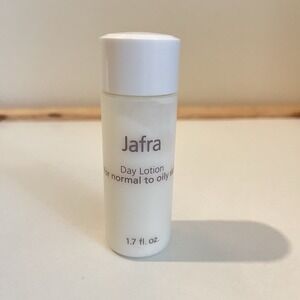 Jafra
Day Lotion
for normal to oily
1.7 fl. oz.